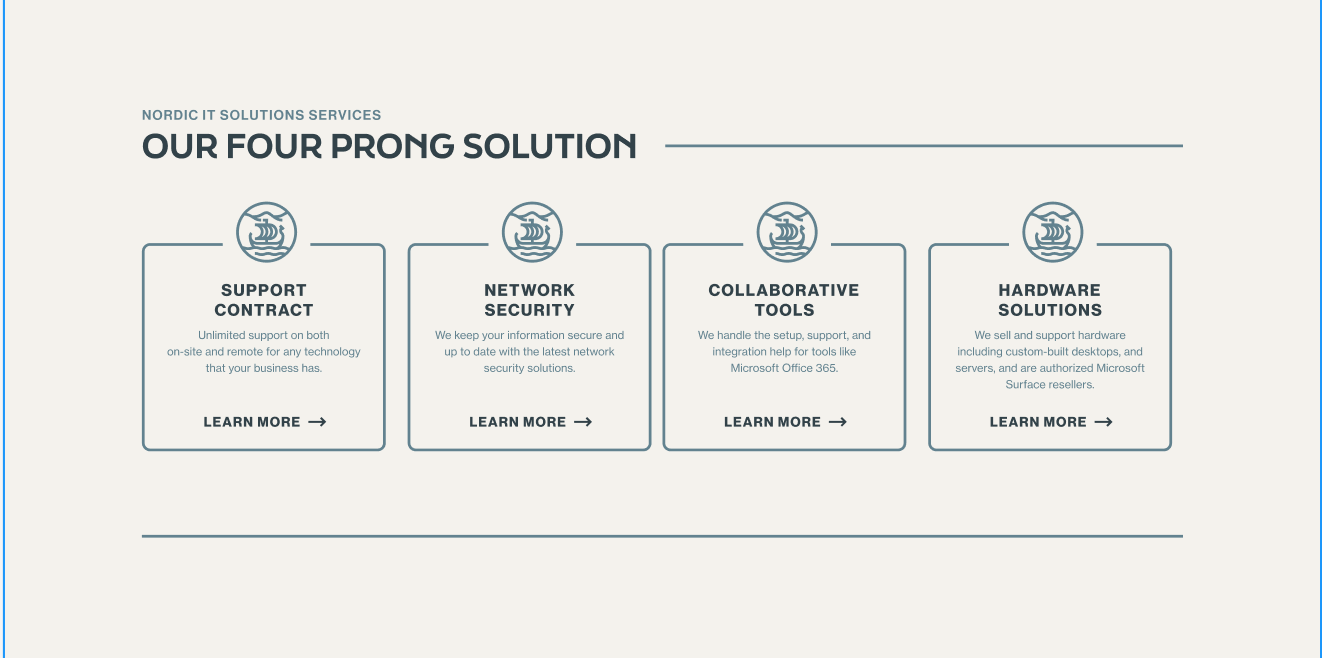 NORDIC IT SOLUTIONS SERVICES
OUR FOUR PRONG SOLUTION
SUPPORT
CONTRACT
Unlimited support on both
on-site and remote for any technology
that your business has.
LEARN MORE →
NETWORK
SECURITY
We keep your information secure and
up to date with the latest network
security solutions.
LEARN MORE →
COLLABORATIVE
TOOLS
We handle the setup, support, and
integration help for tools like
Microsoft Office 365.
LEARN MORE →
HARDWARE
SOLUTIONS
We sell and support hardware
including custom-built desktops, and
servers, and are authorized Microsoft
Surface resellers.
LEARN MORE →